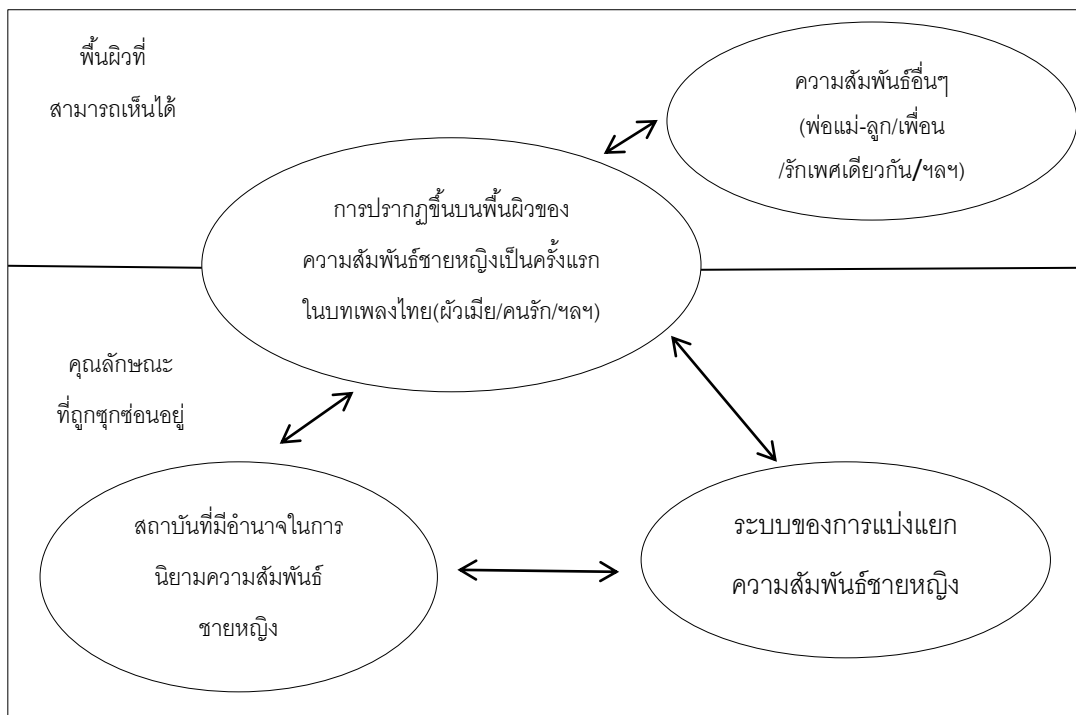 พื้นผิวที่
สามารถเห็นได้
ความสัมพันธ์อื่นๆ
(พ่อแม่-ลูก/เพื่อน
/รักเพศเดียวกัน/ฯลฯ)
การปรากฏขึ้นบนพื้นผิวของ
ความสัมพันธ์ชายหญิงเป็นครั้งแรก
ในบทเพลงไทย(ผัวเมีย/คนรัก/ฯลฯ)
คุณลักษณะ
ที่ถูกซุกซ่อนอยู่
สถาบันที่มีอำนาจในการ
นิยามความสัมพันธ์
ชายหญิง
ระบบของการแบ่งแยก
ความสัมพันธ์ชายหญิง